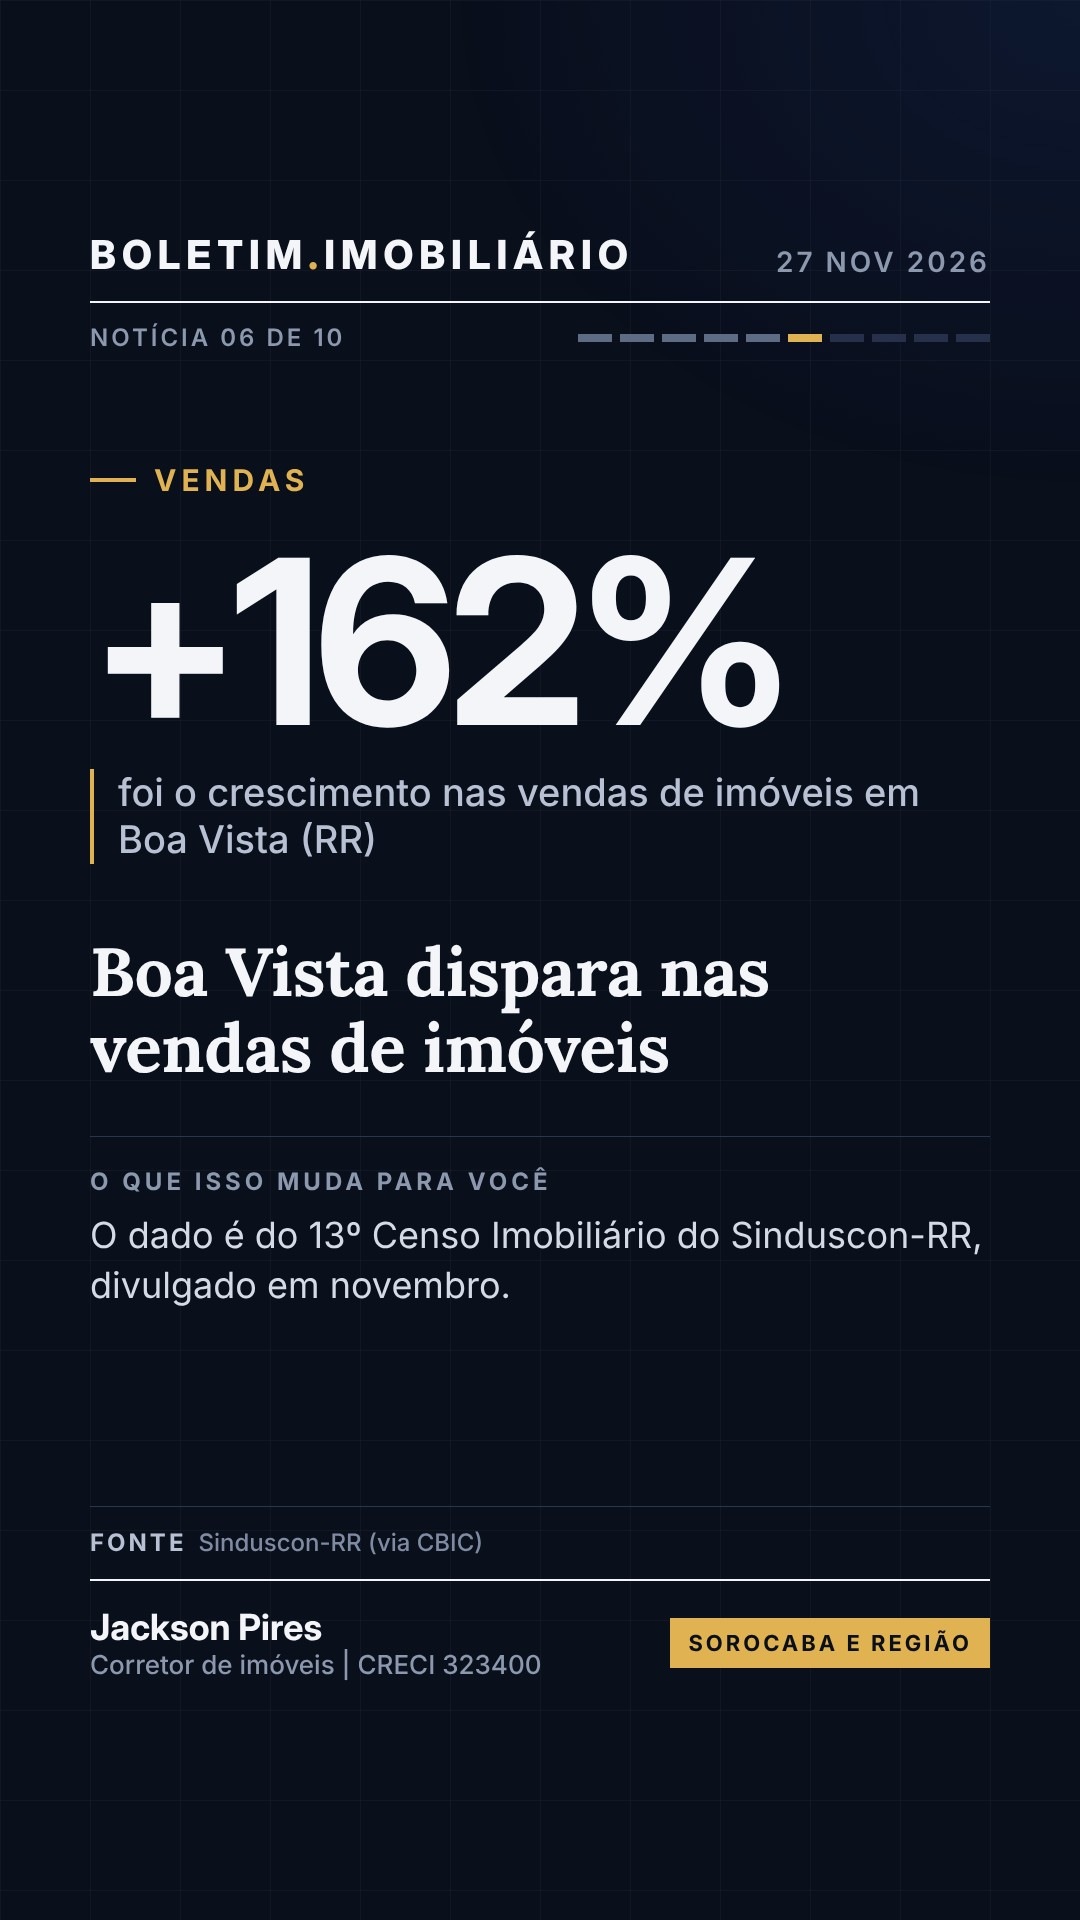 BOLETIM.IMOBILIÁRIO
27 NOV 2026
NOTÍCIA 06 DE 10
VENDAS
+162%
foi o crescimento nas vendas de imóveis em
Boa Vista (RR)
Boa Vista dispara nas
vendas de imóveis
O QUE ISSO MUDA PARA VOCÊ
O dado é do 13º Censo Imobiliário do Sinduscon-RR,
divulgado em novembro.
FONTE Sinduscon-RR (via CBIC)
Jackson Pires
Corretor de imóveis | CRECI 323400
SOROCABA E REGIÃO